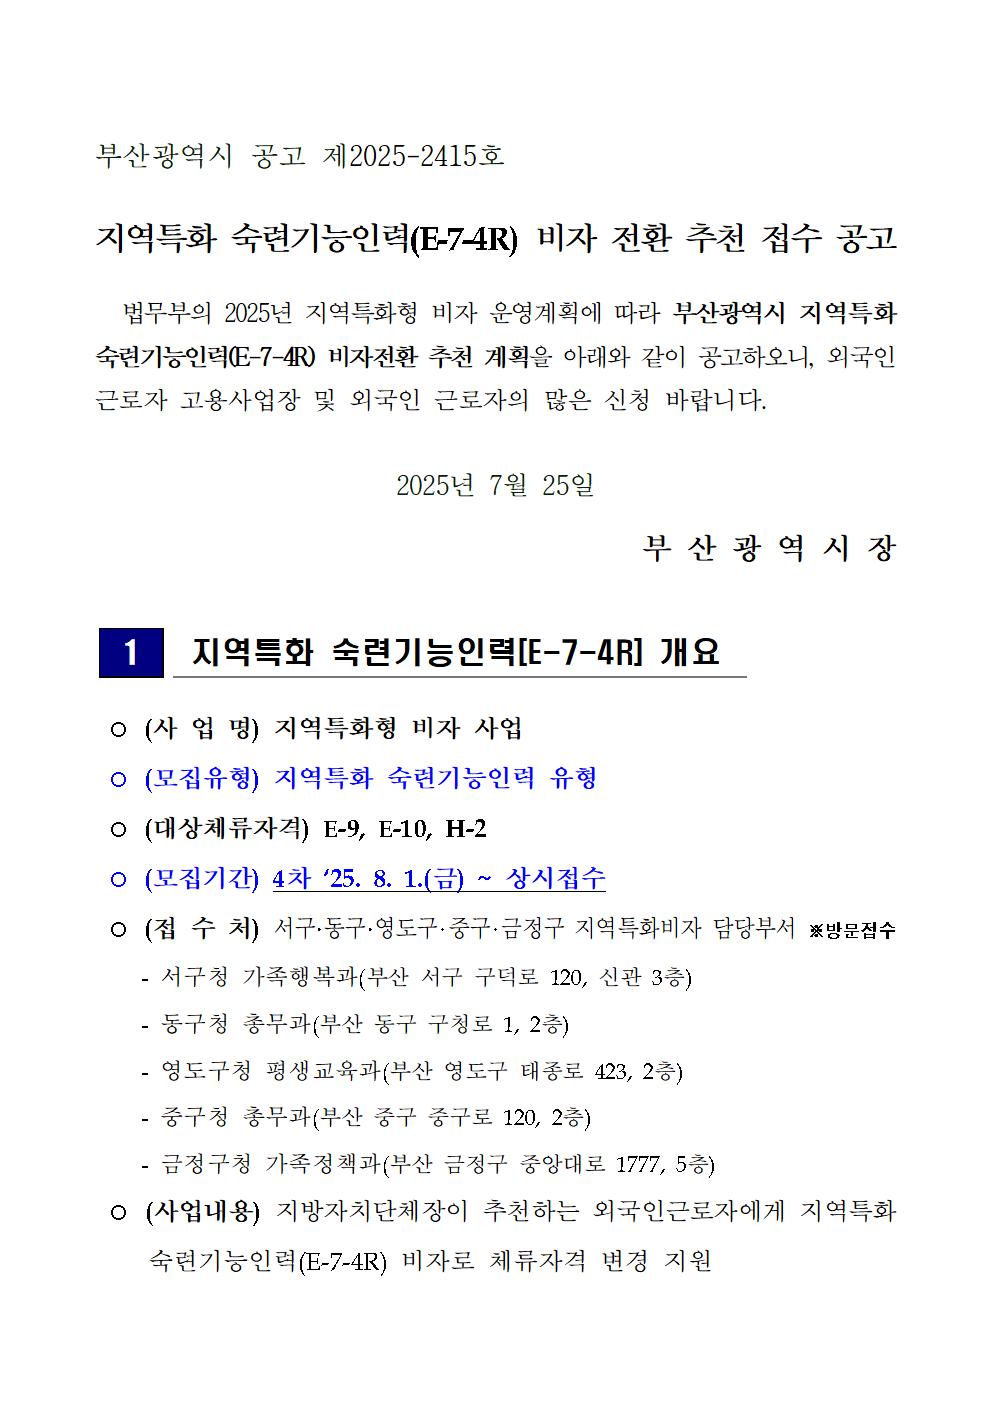 부산광역시 공고 제2025-2415호
지역특화 숙련기능인력(E-7-4R) 비자 전환 추천 접수 공고
법무부의 2025년 지역특화형 비자 운영계획에 따라 부산광역시 지역특화
숙련기능인력(E-7-4R) 비자전환 추천 계획을 아래와 같이 공고하오니, 외국인
근로자 고용사업장 및 외국인 근로자의 많은 신청 바랍니다.
2025년 7월 25일
부 산 광 역 시 장
1 지역특화 숙련기능인력[E-7-4R] 개요
○ (사 업 명) 지역특화형 비자 사업
○ (모집유형) 지역특화 숙련기능인력 유형
○ (대상체류자격) E-9, E-10, H-2
○ (모집기간) 4차 ‘25. 8. 1.(금) ~ 상시접수
○ (접 수 처) 서구·동구·영도구·중구·금정구 지역특화비자 담당부서 ※방문접수
- 서구청 가족행복과(부산 서구 구덕로 120, 신관 3층)
- 동구청 총무과(부산 동구 구청로 1, 2층)
- 영도구청 평생교육과(부산 영도구 태종로 423, 2층)
- 중구청 총무과(부산 중구 중구로 120, 2층)
- 금정구청 가족정책과(부산 금정구 중앙대로 1777, 5층)
○ (사업내용) 지방자치단체장이 추천하는 외국인근로자에게 지역특화
숙련기능인력(E-7-4R) 비자로 체류자격 변경 지원